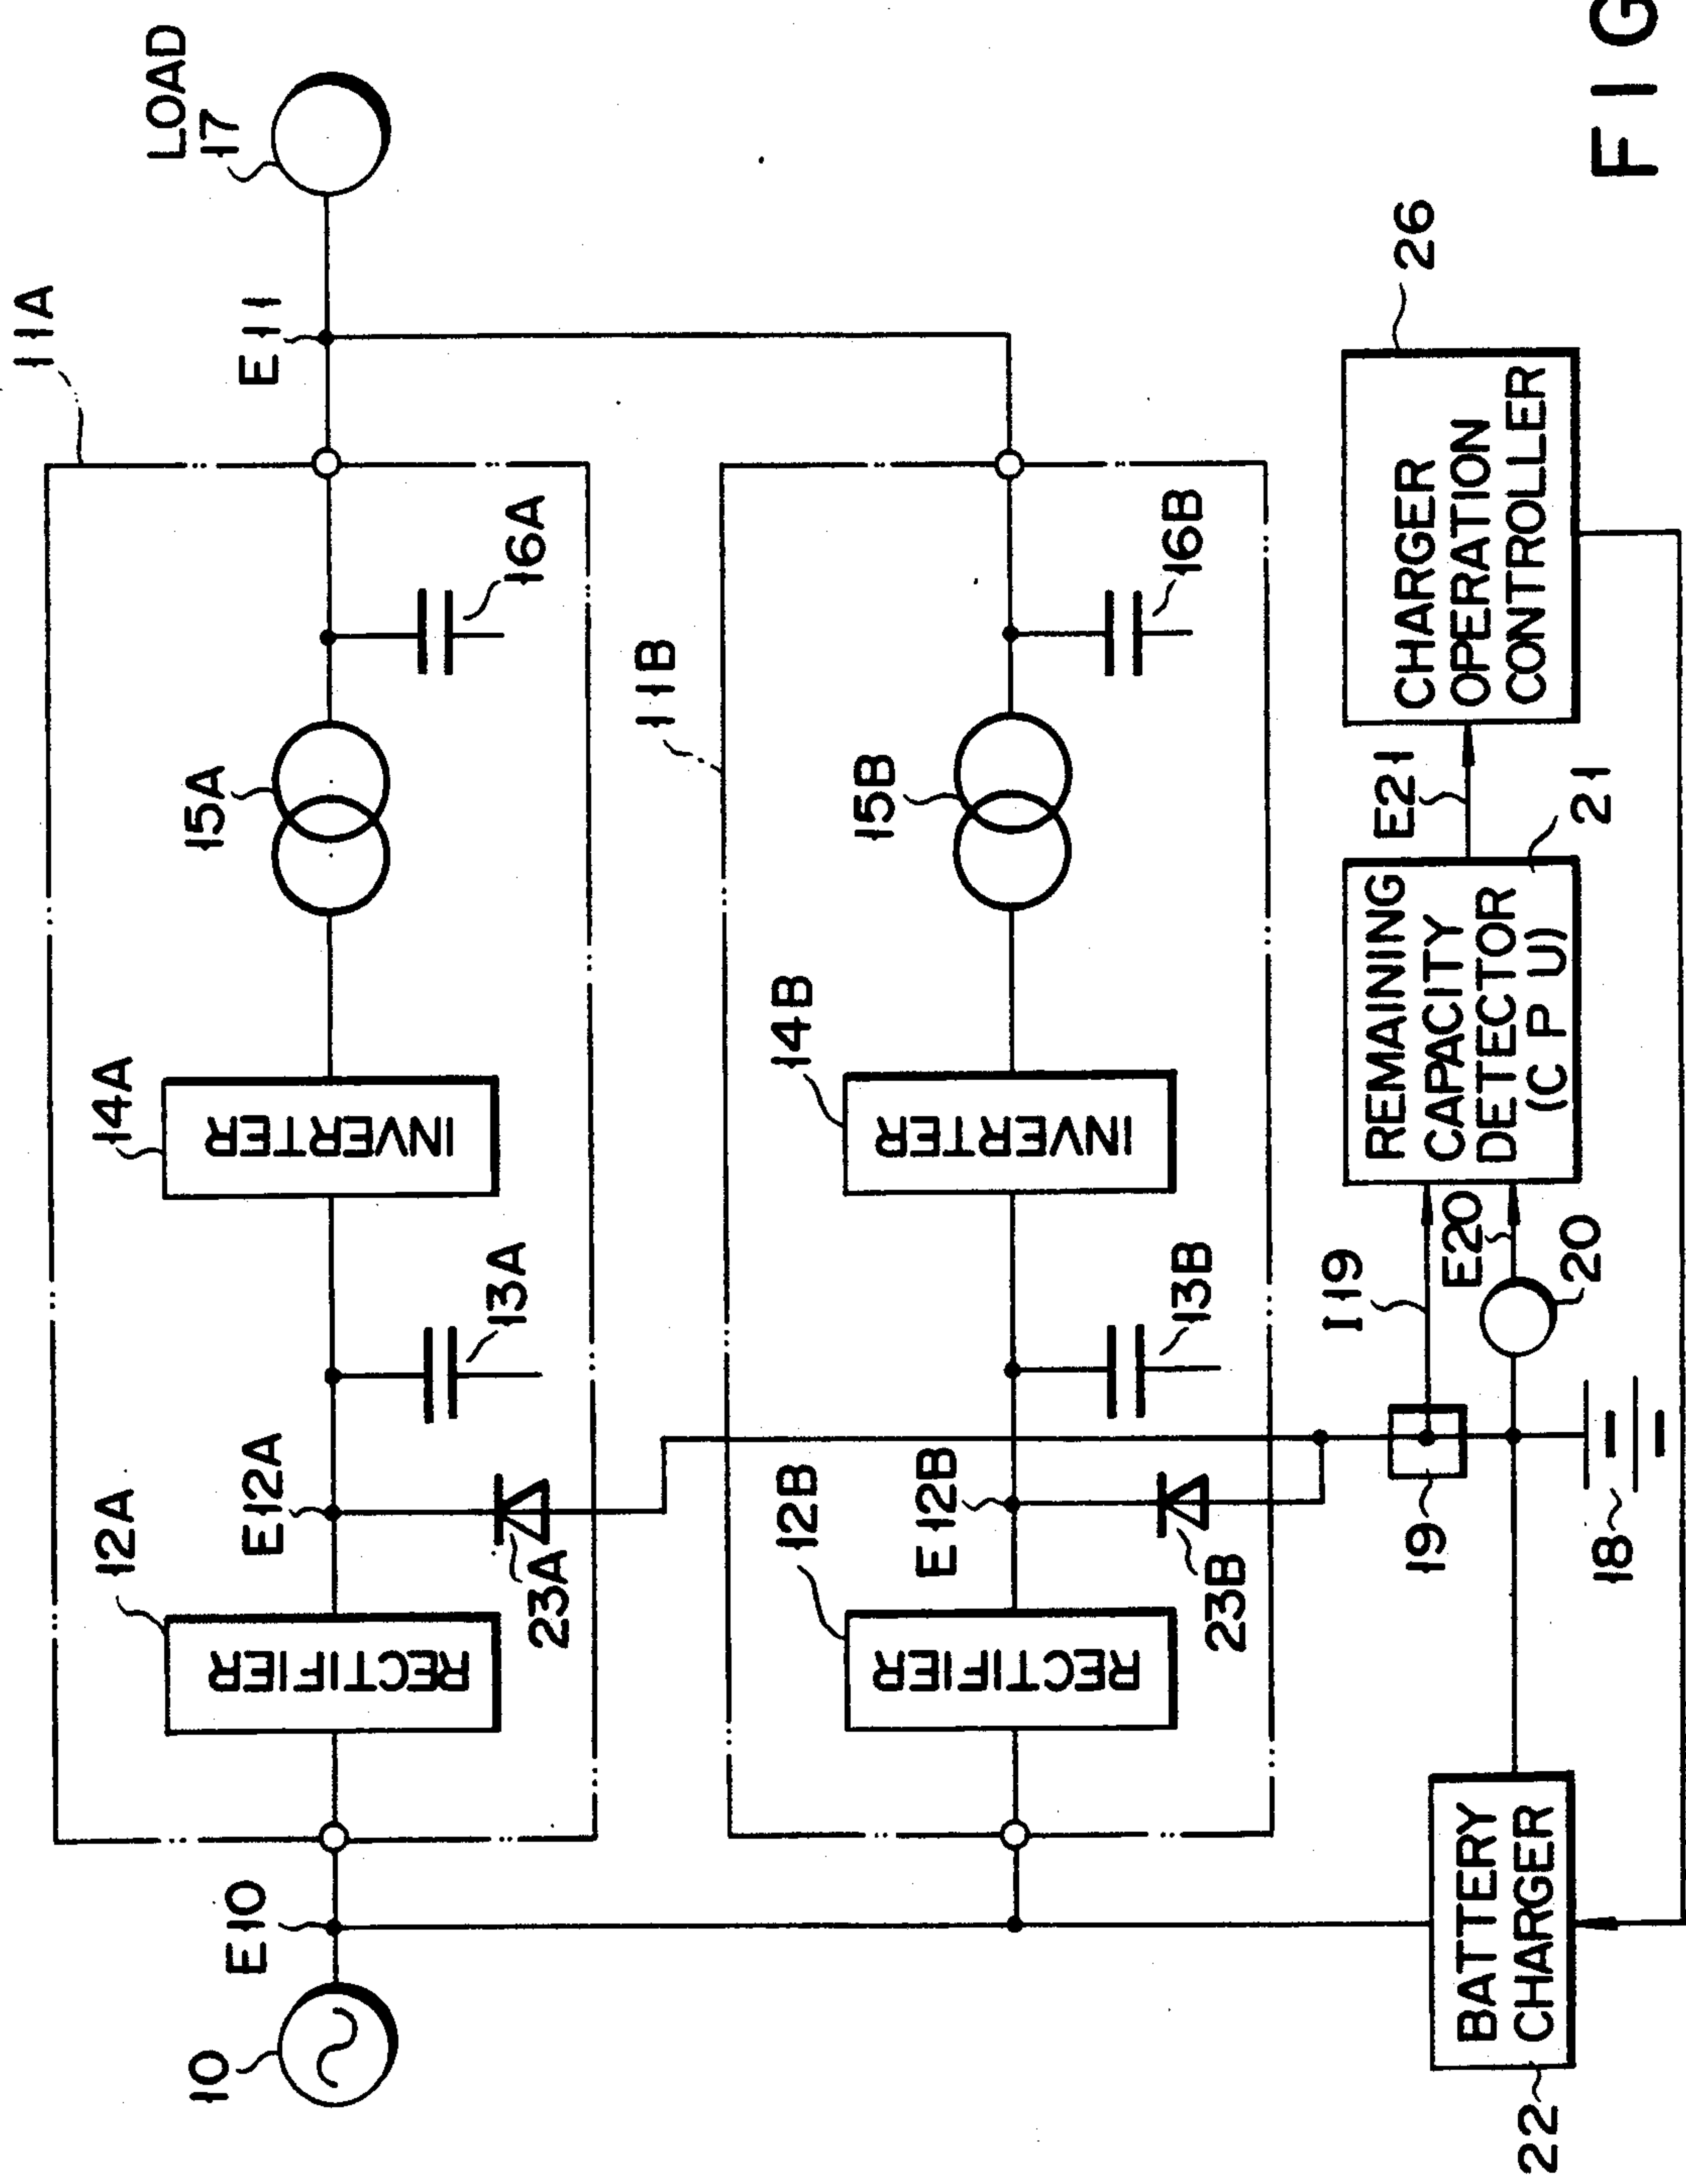 11A
LOAD
17
E11
12A
E12A
14A
15A
10
E10
RECTIFIER
INVERTER
23A
13A
16A
11B
12B
E12B
14B
15B
RECTIFIER
INVERTER
23B
13B
16B
19
I19
E20
20
18
REMAINING
CAPACITY
DETECTOR
(CPU)
E21
21
CHARGER
OPERATION
CONTROLLER
26
BATTERY
CHARGER
22
FIG